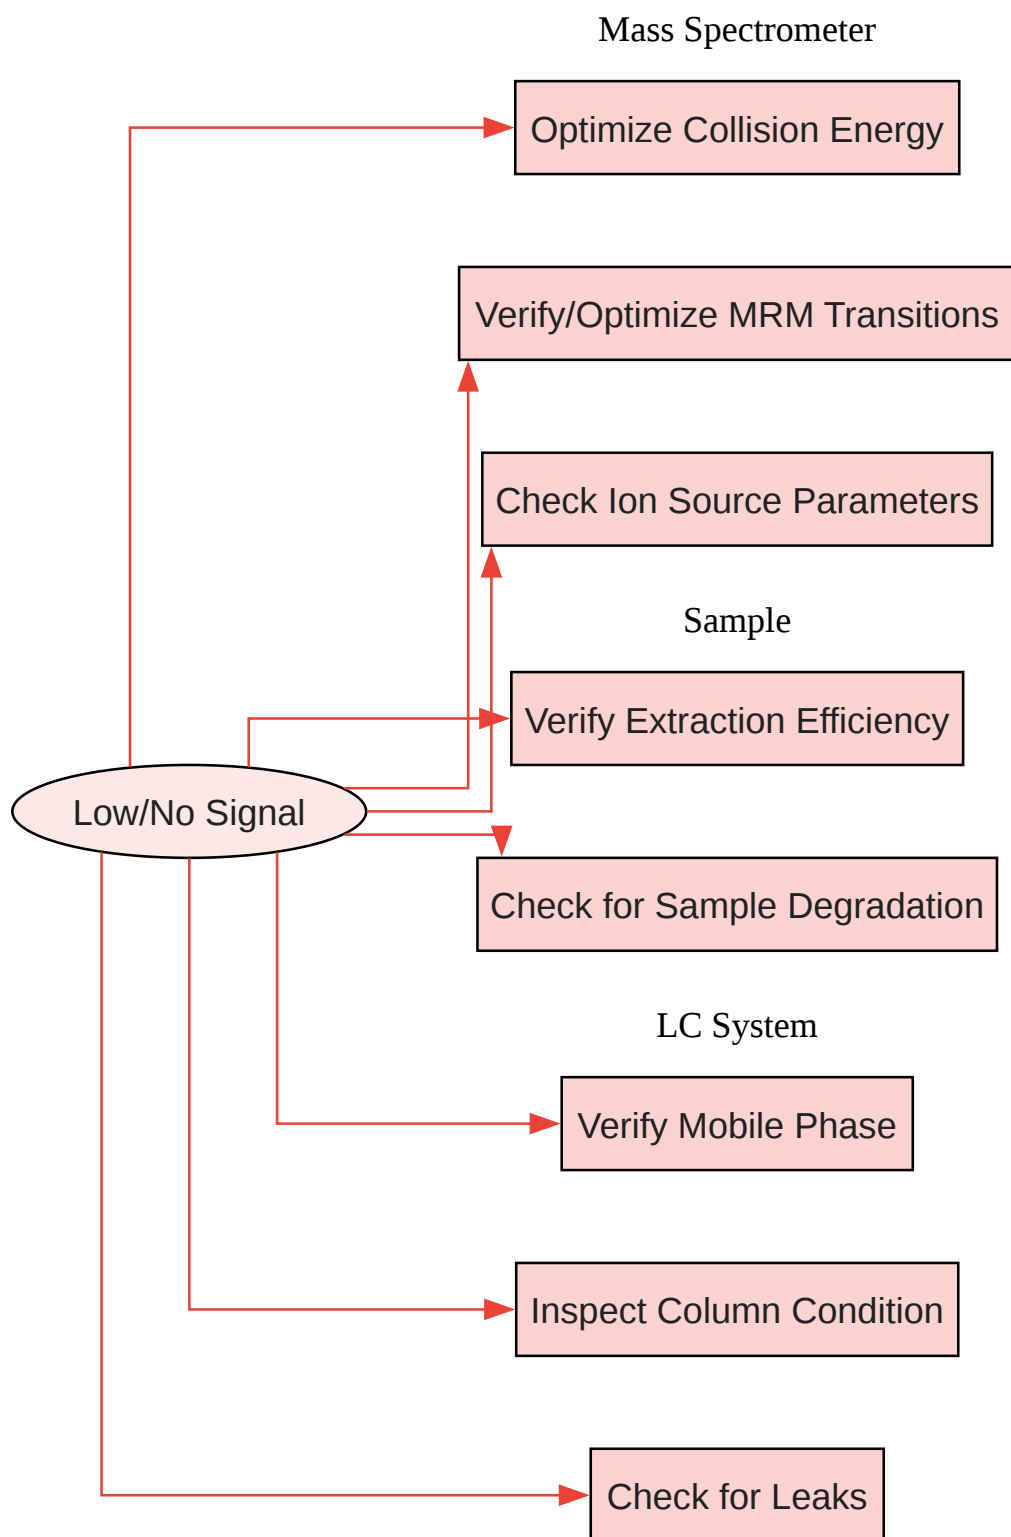 Mass Spectrometer
Optimize Collision Energy
Verify/Optimize MRM Transitions
Check Ion Source Parameters
Sample
Verify Extraction Efficiency
Low/No Signal
Check for Sample Degradation
LC System
Verify Mobile Phase
Inspect Column Condition
Check for Leaks